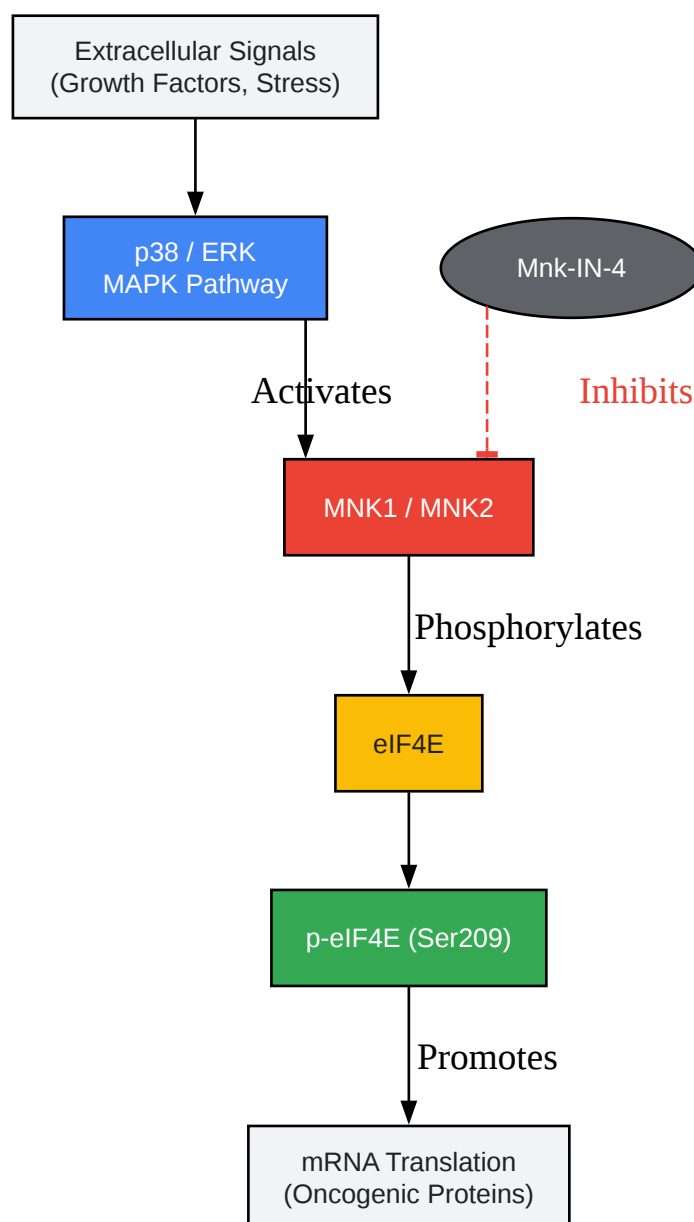 Extracellular Signals
(Growth Factors, Stress)
p38 / ERK
MAPK Pathway
Mnk-IN-4
Activates
Inhibits
MNK1 / MNK2
Phosphorylates
eIF4E
p-eIF4E (Ser209)
Promotes
mRNA Translation
(Oncogenic Proteins)